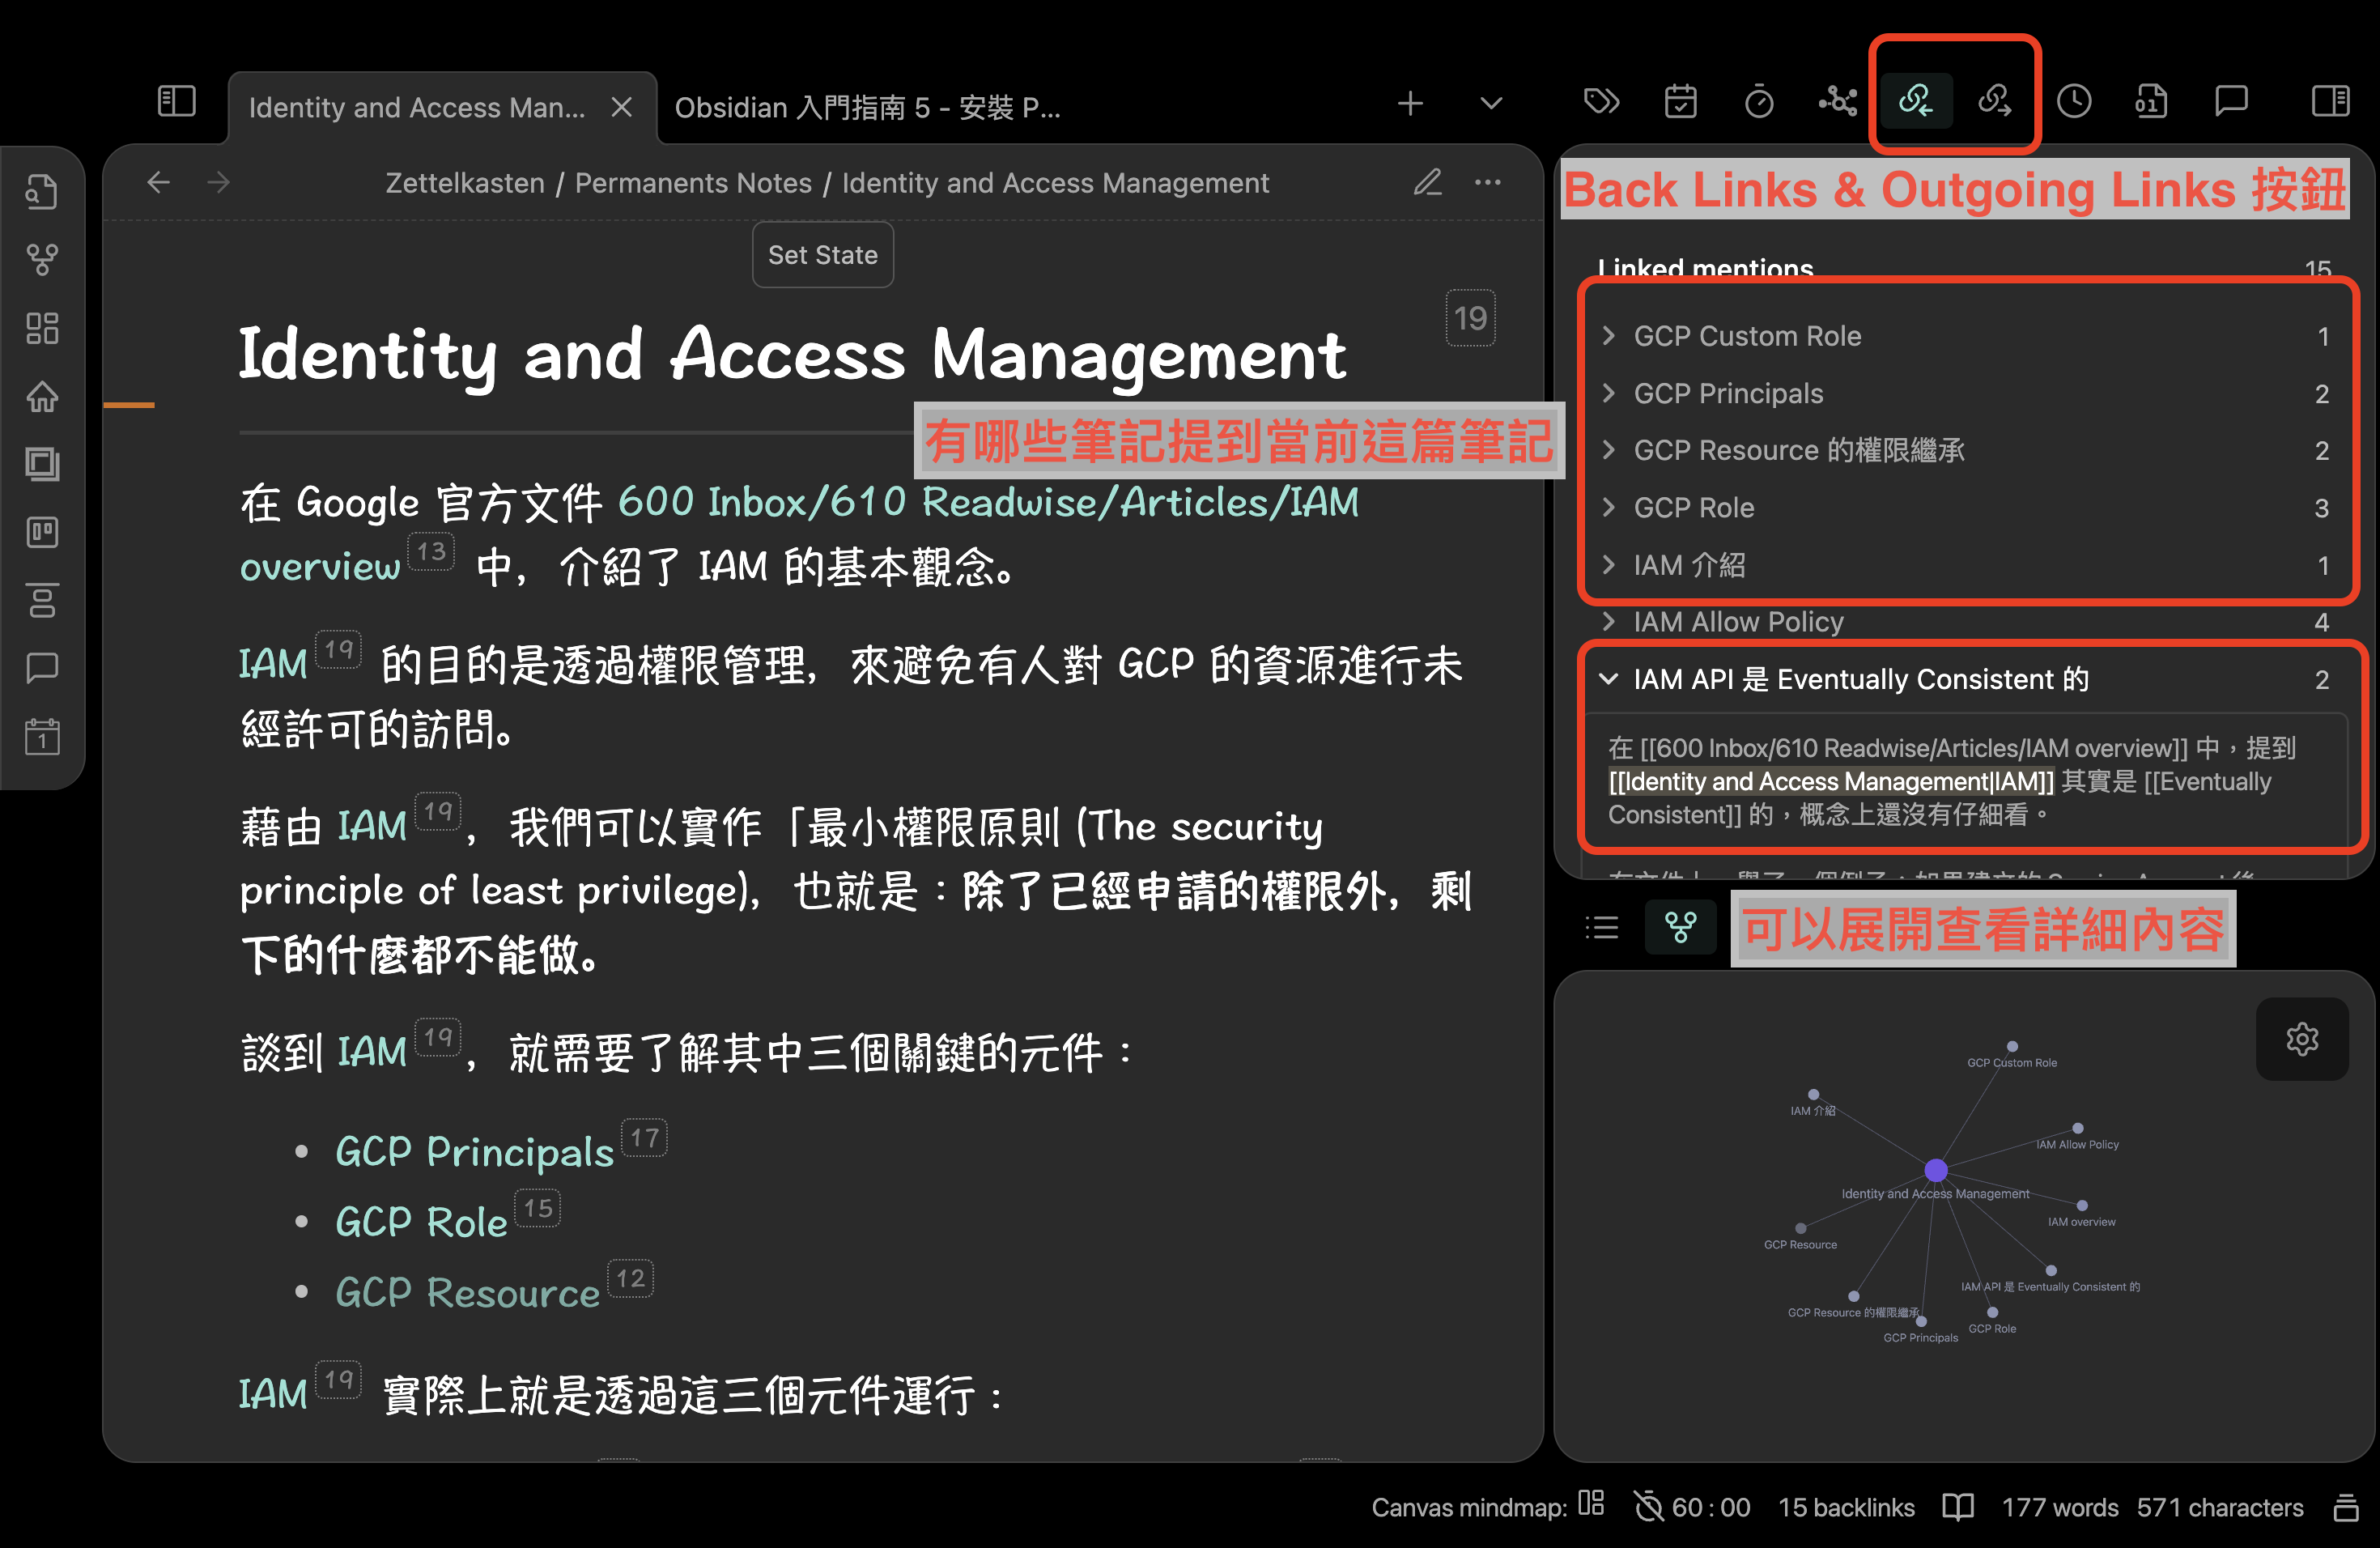 Identity and Access Man...
Obsidian 入門指南 5 - 安裝 P...
Zettelkasten / Permanents Notes / Identity and Access Management
Set State
Identity and Access Management
19
有哪些筆記提到當前這篇筆記
在 Google 官方文件 600 Inbox/610 Readwise/Articles/IAM
overview 13 中，介紹了 IAM 的基本觀念。
IAM 19 的目的是透過權限管理，來避免有人對 GCP 的資源進行未
經許可的訪問。
藉由 IAM 19，我們可以實作「最小權限原則 (The security
principle of least privilege)，也就是：除了已經申請的權限外，剩
下的什麼都不能做。
談到 IAM 19，就需要了解其中三個關鍵的元件：
• GCP Principals 17
• GCP Role 15
• GCP Resource 12
IAM 19 實際上就是透過這三個元件運行：
1
Back Links & Outgoing Links 按鈕
Linked mentions 15
GCP Custom Role 1
GCP Principals 2
GCP Resource 的權限繼承 2
GCP Role 3
IAM 介紹 1
IAM Allow Policy 4
IAM API 是 Eventually Consistent 的 2
在 [[600 Inbox/610 Readwise/Articles/IAM overview]] 中，提到
[[Identity and Access Management|IAM]] 其實是 [[Eventually
Consistent]] 的，概念上還沒有仔細看。
可以展開查看詳細內容
GCP Custom Role
IAM 介紹
IAM Allow Policy
Identity and Access Management
IAM overview
GCP Resource
IAM API 是 Eventually Consistent 的
GCP Resource 的權限繼承
GCP Role
GCP Principals
Canvas mindmap: 60 : 00 15 backlinks 177 words 571 characters